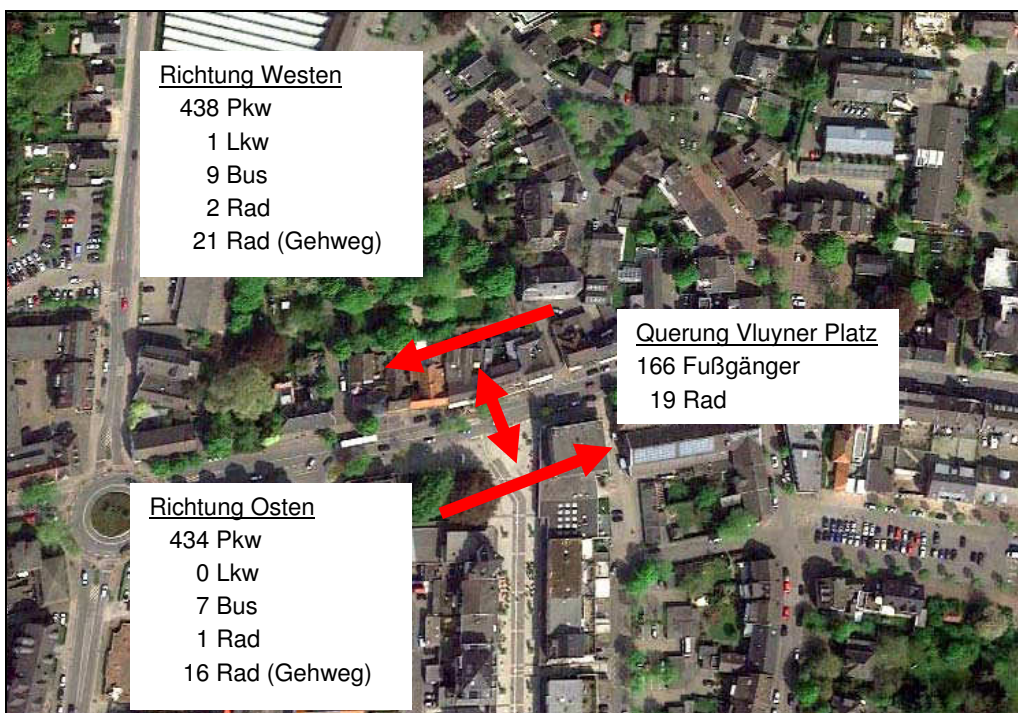 Richtung Westen
438 Pkw
1 Lkw
9 Bus
2 Rad
21 Rad (Gehweg)
Querung Vluyner Platz
166 Fußgänger
19 Rad
Richtung Osten
434 Pkw
0 Lkw
7 Bus
1 Rad
16 Rad (Gehweg)